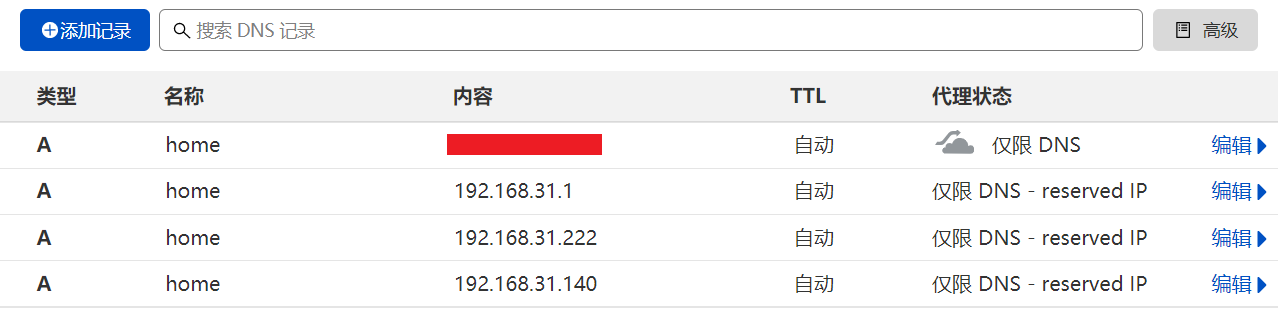 添加记录 搜索 DNS 记录 高级
类型 名称 内容 TTL 代理状态
A home 自动 仅限 DNS 编辑
A home 192.168.31.1 自动 仅限 DNS - reserved IP 编辑
A home 192.168.31.222 自动 仅限 DNS - reserved IP 编辑
A home 192.168.31.140 自动 仅限 DNS - reserved IP 编辑